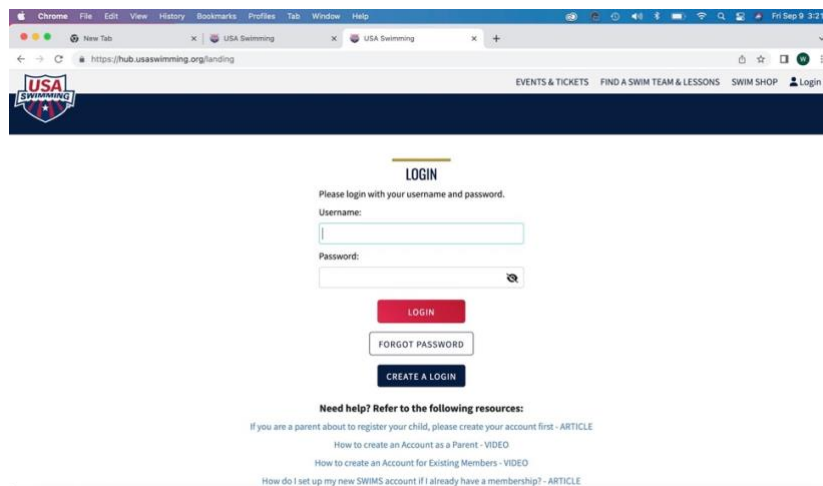 Chrome File Edit View History Bookmarks Profiles Tab Window Help Fri Sep 9 3:21
New Tab USA Swimming USA Swimming
https://hub.usaswimming.org/landing W
USA
SWIMMING
EVENTS & TICKETS FIND A SWIM TEAM & LESSONS SWIM SHOP Login
LOGIN
Please login with your username and password.
Username:
Password:
LOGIN
FORGOT PASSWORD
CREATE A LOGIN
Need help? Refer to the following resources:
If you are a parent about to register your child, please create your account first - ARTICLE
How to create an Account as a Parent - VIDEO
How to create an Account for Existing Members - VIDEO
How do I set up my new SWIMS account if I already have a membership? - ARTICLE